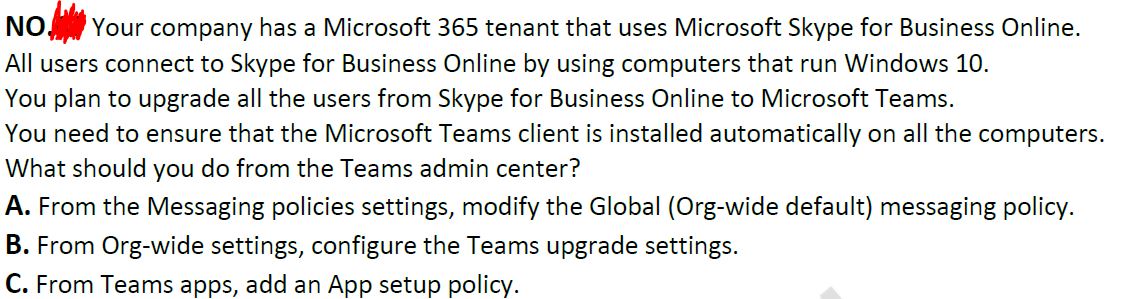 NO. Your company has a Microsoft 365 tenant that uses Microsoft Skype for Business Online.
All users connect to Skype for Business Online by using computers that run Windows 10.
You plan to upgrade all the users from Skype for Business Online to Microsoft Teams.
You need to ensure that the Microsoft Teams client is installed automatically on all the computers.
What should you do from the Teams admin center?
A. From the Messaging policies settings, modify the Global (Org-wide default) messaging policy.
B. From Org-wide settings, configure the Teams upgrade settings.
C. From Teams apps, add an App setup policy.